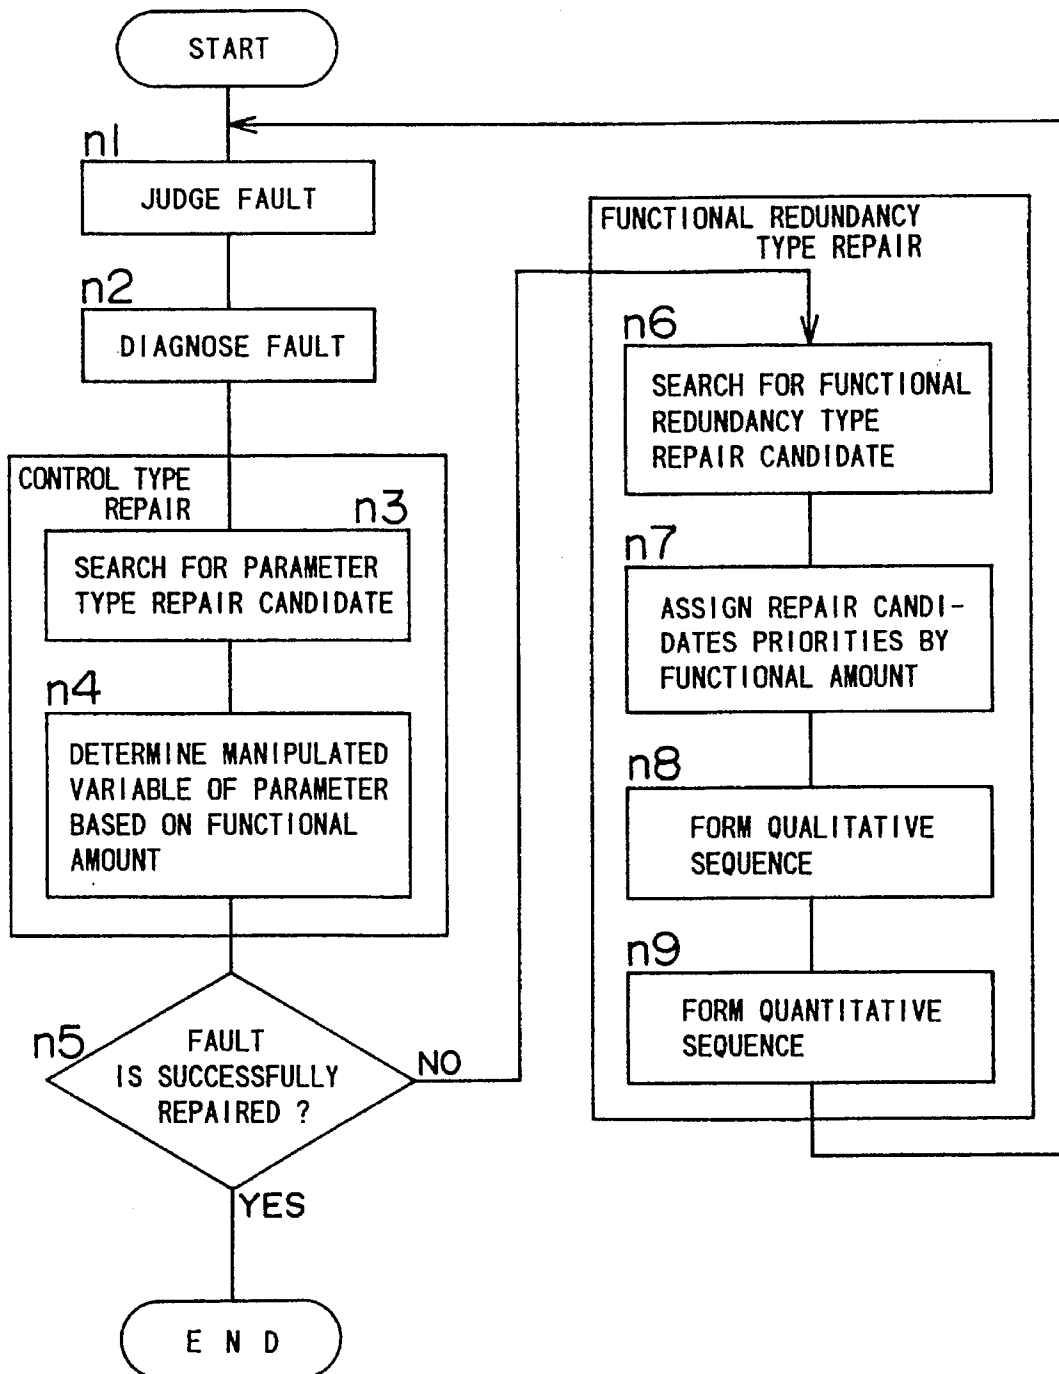 START
n1
JUDGE FAULT
n2
DIAGNOSE FAULT
CONTROL TYPE
REPAIR
n3
SEARCH FOR PARAMETER
TYPE REPAIR CANDIDATE
n4
DETERMINE MANIPULATED
VARIABLE OF PARAMETER
BASED ON FUNCTIONAL
AMOUNT
n5
FAULT
IS SUCCESSFULLY
REPAIRED ?
NO
YES
END
FUNCTIONAL REDUNDANCY
TYPE REPAIR
n6
SEARCH FOR FUNCTIONAL
REDUNDANCY TYPE
REPAIR CANDIDATE
n7
ASSIGN REPAIR CANDI-
DATES PRIORITIES BY
FUNCTIONAL AMOUNT
n8
FORM QUALITATIVE
SEQUENCE
n9
FORM QUANTITATIVE
SEQUENCE